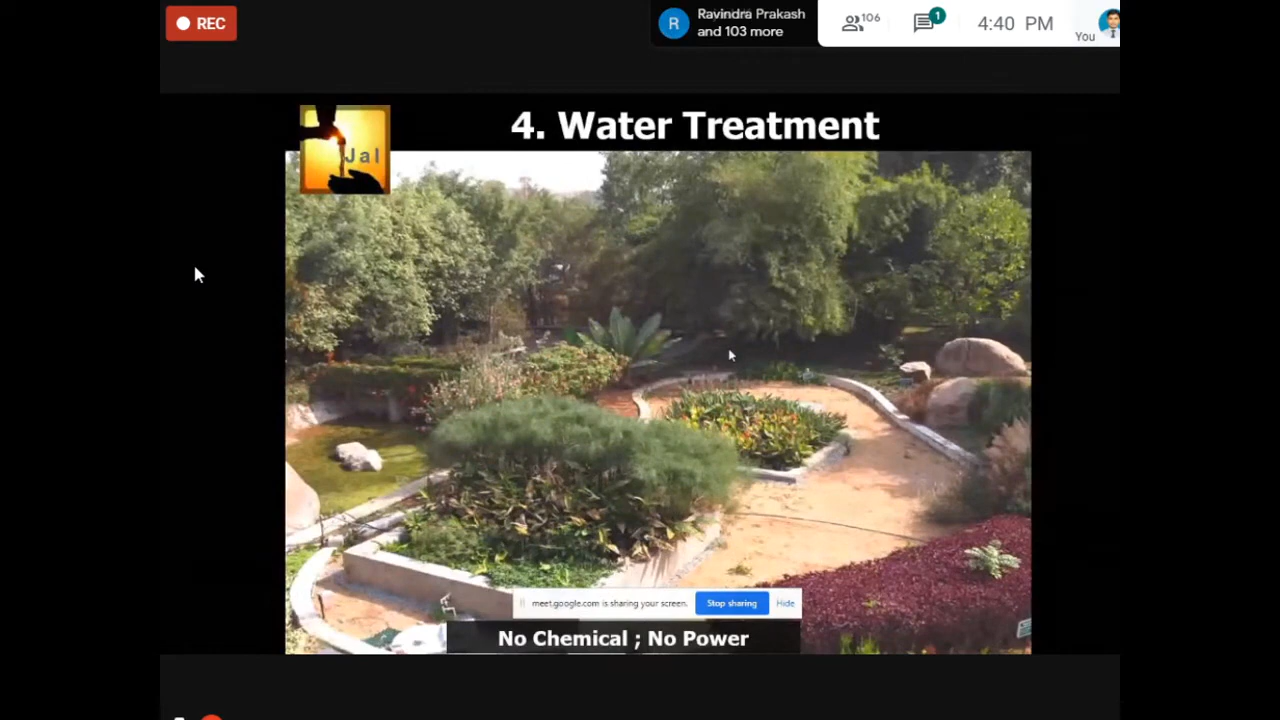 REC
R
Ravindra Prakash
and 103 more
106
1
4:40 PM
You
Jal
4. Water Treatment
meet.google.com is sharing your screen.
Stop sharing
Hide
No Chemical ; No Power